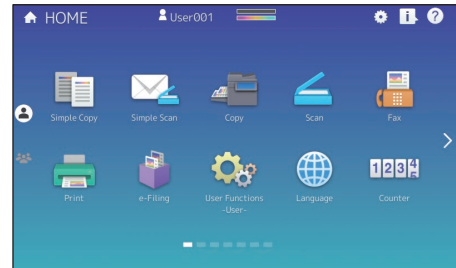 HOME
User001
i
?
Simple Copy
Simple Scan
Copy
Scan
Fax
Print
e-Filing
User Functions
-User-
Language
Counter